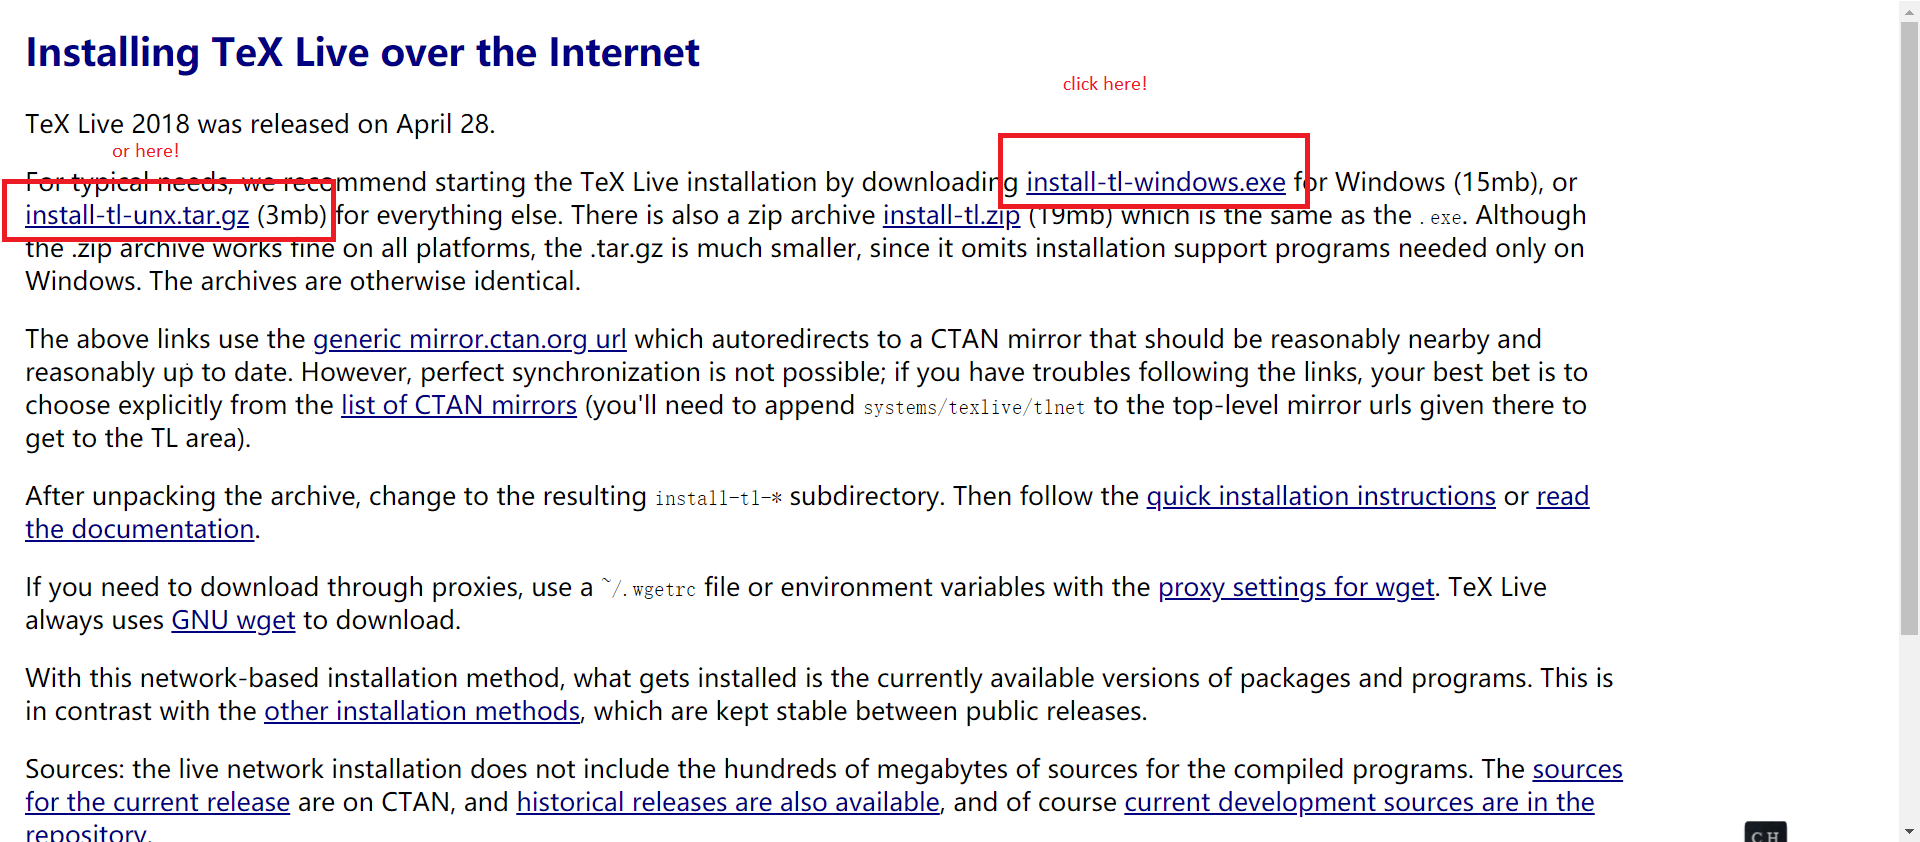 Installing TeX Live over the Internet
click here!
TeX Live 2018 was released on April 28.
or here!
For typical needs, we recommend starting the TeX Live installation by downloading install-tl-windows.exe for Windows (15mb), or
install-tl-unx.tar.gz (3mb) for everything else. There is also a zip archive install-tl.zip (19mb) which is the same as the .exe. Although
the .zip archive works fine on all platforms, the .tar.gz is much smaller, since it omits installation support programs needed only on
Windows. The archives are otherwise identical.
The above links use the generic mirror.ctan.org url which autoredirects to a CTAN mirror that should be reasonably nearby and
reasonably up to date. However, perfect synchronization is not possible; if you have troubles following the links, your best bet is to
choose explicitly from the list of CTAN mirrors (you'll need to append systems/texlive/tlnet to the top-level mirror urls given there to
get to the TL area).
After unpacking the archive, change to the resulting install-tl-* subdirectory. Then follow the quick installation instructions or read
the documentation.
If you need to download through proxies, use a ~/.wgetrc file or environment variables with the proxy settings for wget. TeX Live
always uses GNU wget to download.
With this network-based installation method, what gets installed is the currently available versions of packages and programs. This is
in contrast with the other installation methods, which are kept stable between public releases.
Sources: the live network installation does not include the hundreds of megabytes of sources for the compiled programs. The sources
for the current release are on CTAN, and historical releases are also available, and of course current development sources are in the
repository.
CH